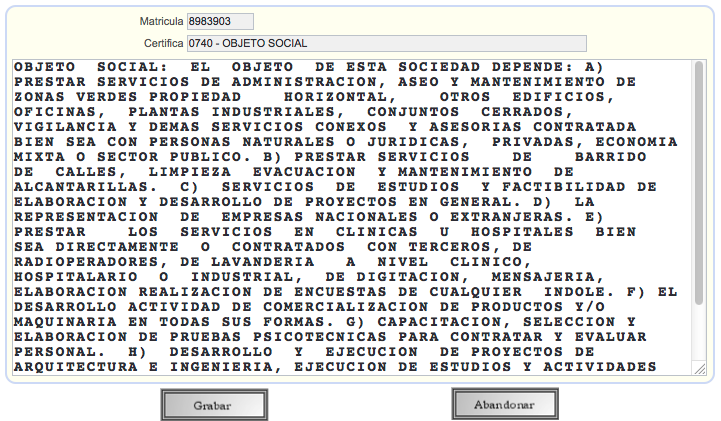 Matricula 8983903
Certifica 0740 - OBJETO SOCIAL
OBJETO SOCIAL: EL OBJETO DE ESTA SOCIEDAD DEPENDE: A)
PRESTAR SERVICIOS DE ADMINISTRACION, ASEO Y MANTENIMIENTO DE
ZONAS VERDES PROPIEDAD HORIZONTAL, OTROS EDIFICIOS,
OFICINAS, PLANTAS INDUSTRIALES, CONJUNTOS CERRADOS,
VIGILANCIA Y DEMAS SERVICIOS CONEXOS Y ASESORIAS CONTRATADA
BIEN SEA CON PERSONAS NATURALES O JURIDICAS, PRIVADAS, ECONOMIA
MIXTA O SECTOR PUBLICO. B) PRESTAR SERVICIOS DE BARRIDO
DE CALLES, LIMPIEZA EVACUACION Y MANTENIMIENTO DE
ALCANTARILLAS. C) SERVICIOS DE ESTUDIOS Y FACTIBILIDAD DE
ELABORACION Y DESARROLLO DE PROYECTOS EN GENERAL. D) LA
REPRESENTACION DE EMPRESAS NACIONALES O EXTRANJERAS. E)
PRESTAR LOS SERVICIOS EN CLINICAS U HOSPITALES BIEN
SEA DIRECTAMENTE O CONTRATADOS CON TERCEROS, DE
RADIOPERADORES, DE LAVANDERIA A NIVEL CLINICO,
HOSPITALARIO O INDUSTRIAL, DE DIGITACION, MENSAJERIA,
ELABORACION REALIZACION DE ENCUESTAS DE CUALQUIER INDOLE. F) EL
DESARROLLO ACTIVIDAD DE COMERCIALIZACION DE PRODUCTOS Y/O
MAQUINARIA EN TODAS SUS FORMAS. G) CAPACITACION, SELECCION Y
ELABORACION DE PRUEBAS PSICOTECNICAS PARA CONTRATAR Y EVALUAR
PERSONAL. H) DESARROLLO Y EJECUCION DE PROYECTOS DE
ARQUITECTURA E INGENIERIA, EJECUCION DE ESTUDIOS Y ACTIVIDADES
Grabar Abandonar